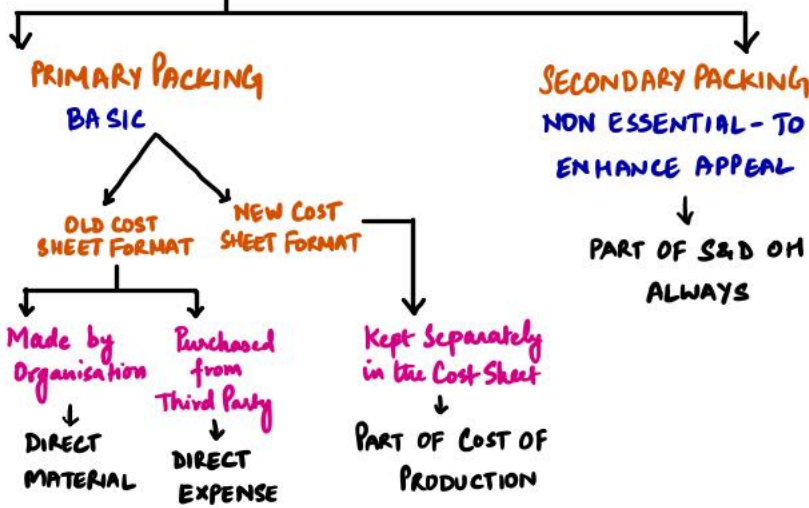 PRIMARY PACKING
BASIC
OLD COST
SHEET FORMAT
NEW COST
SHEET FORMAT
Made by
Organisation
DIRECT
MATERIAL
Purchased
from
Third Party
DIRECT
EXPENSE
Kept Separately
in the Cost Sheet
PART OF COST OF
PRODUCTION
SECONDARY PACKING
NON ESSENTIAL - TO
ENHANCE APPEAL
PART OF S&D OH
ALWAYS